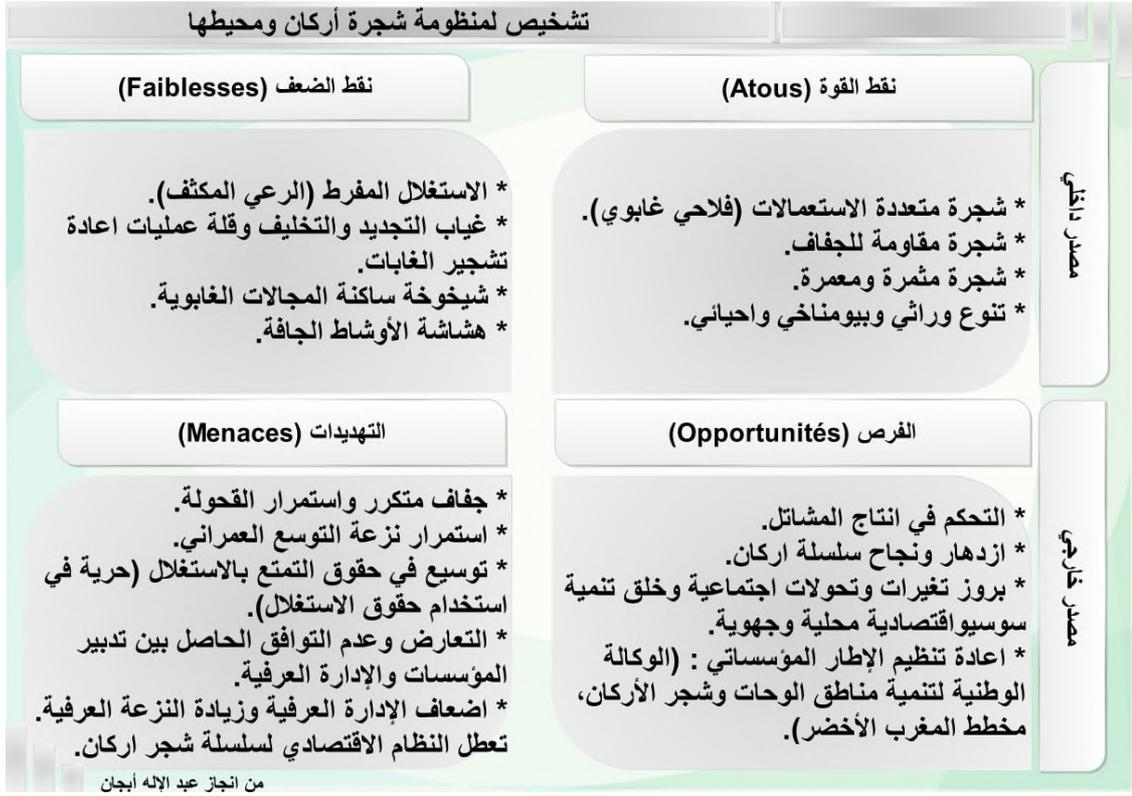 تشخيص لمنظومة شجرة أركان ومحيطها
مصدر داخلي
نقط القوة (Atous)
* شجرة متعددة الاستعمالات (فلاحي غابوي).
* شجرة مقاومة للجفاف.
* شجرة مثمرة ومعمرة.
* تنوع وراثي وبيومناخي واحيائي.
نقط الضعف (Faiblesses)
* الاستغلال المفرط (الرعي المكثف).
* غياب التجديد والتخليف وقلة عمليات اعادة
تشجير الغابات.
* شيخوخة ساكنة المجالات الغابوية.
* هشاشة الأوشاط الجافة.
مصدر خارجي
الفرص (Opportunités)
* التحكم في انتاج المشاتل.
* ازدهار ونجاح سلسلة اركان.
* بروز تغيرات وتحولات اجتماعية وخلق تنمية
سوسيواقتصادية محلية وجهوية.
* اعادة تنظيم الإطار المؤسساتي : (الوكالة
الوطنية لتنمية مناطق الوحات وشجر الأركان،
مخطط المغرب الأخضر).
التهديدات (Menaces)
* جفاف متكرر واستمرار القحولة.
* استمرار نزعة التوسع العمراني.
* توسيع في حقوق التمتع بالاستغلال (حرية في
استخدام حقوق الاستغلال).
* التعارض وعدم التوافق الحاصل بين تدبير
المؤسسات والإدارة العرفية.
* اضعاف الإدارة العرفية وزيادة النزعة العرفية.
تعطل النظام الاقتصادي لسلسلة شجر اركان.
من انجاز عبد الإله أبجان